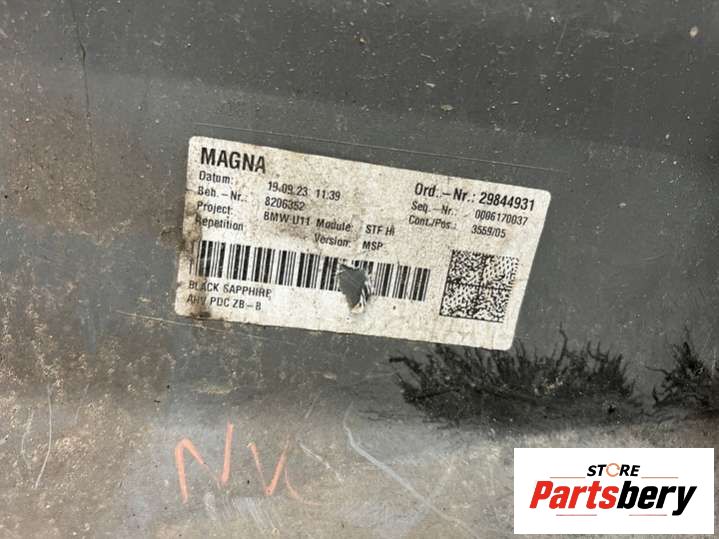 MAGNA
Datum: 19.09.23 11:39 Ord.-Nr.: 29844931
Beh.-Nr.: 8206352 Seq.-Nr.: 0006170037
Project: BMW-U11 Module: STF HI Cont./Pos.: 3559/05
Repetition Version: MSP
BLACK SAPPHIRE
AHV PDC ZB-B
NV
STORE
Partsbery